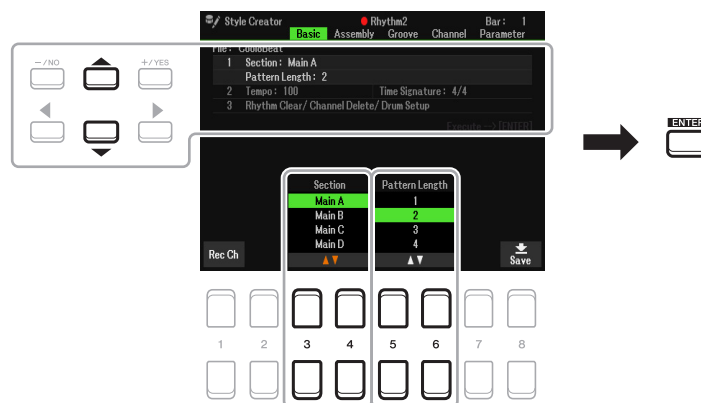 Style Creator Rhythm2 Bar: 1
Basic Assembly Groove Channel Parameter
File: CoolBeat
1 Section: Main A
Pattern Length: 2
2 Tempo: 100 Time Signature: 4/4
3 Rhythm Clear/ Channel Delete/ Drum Setup
Execute -->[ENTER]
-/NO +/YES
ENTER
Section Pattern Length
Main A 1
Main B 2
Main C 3
Main D 4
Rec Ch
Save
1 2 3 4 5 6 7 8